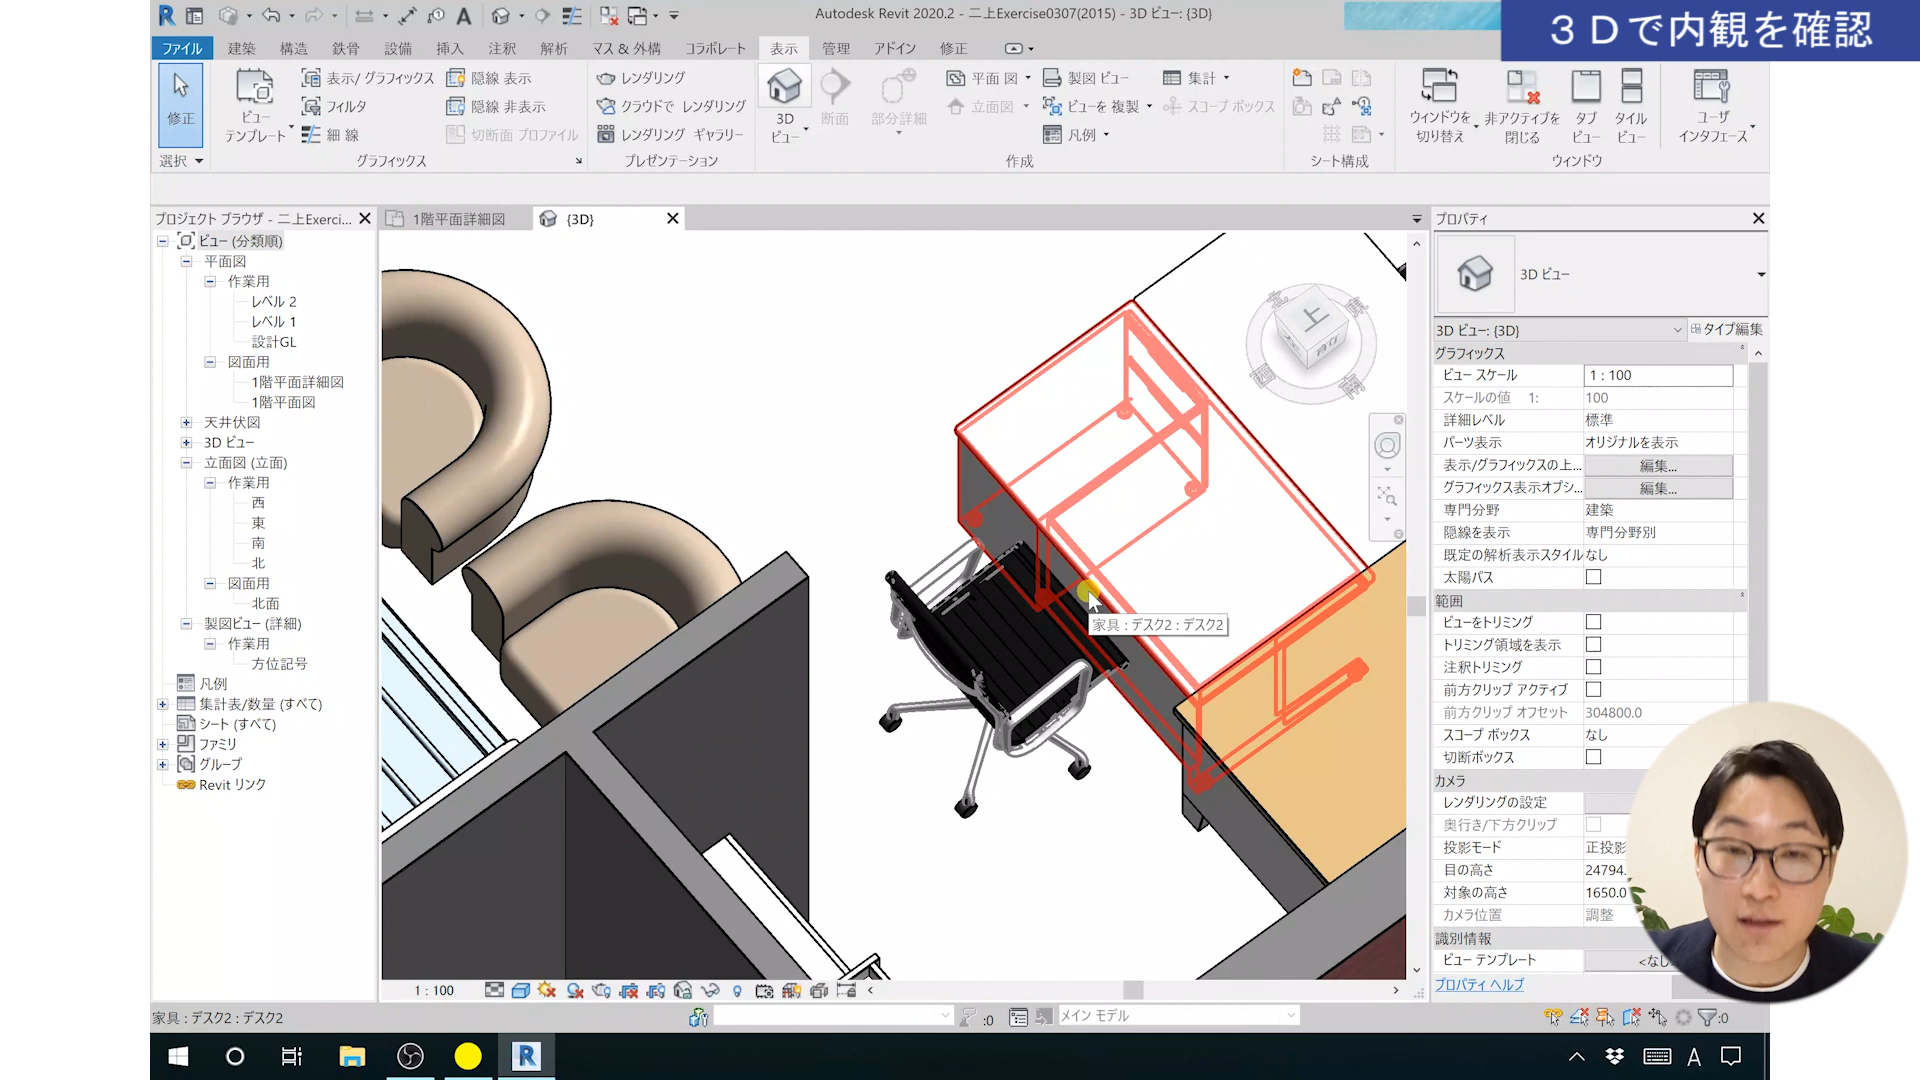 Autodesk Revit 2020.2 - 二上Exercise0307(2015) - 3D ビュー: {3D}
３Ｄで内観を確認
ファイル 建築 構造 鉄骨 設備 挿入 注釈 解析 マス & 外構 コラボレート 表示 管理 アドイン 修正
修正
選択
ビュー
テンプレート
表示/ グラフィックス
フィルタ
細 線
隠線 表示
隠線 非表示
切断面 プロファイル
グラフィックス
レンダリング
クラウドで レンダリング
レンダリング ギャラリー
プレゼンテーション
3D
ビュー
断面
部分詳細
平面 図
立面図
製図 ビュー
ビューを 複製
凡例
集計
スコープ ボックス
作成
シート構成
ウィンドウを
切り替え
非アクティブを
閉じる
タブ
ビュー
タイル
ビュー
ウィンドウ
ユーザ
インタフェース
プロジェクト ブラウザ - 二上Exerci...
ビュー (分類順)
平面図
作業用
レベル 2
レベル 1
設計GL
図面用
1階平面詳細図
1階平面図
天井伏図
3D ビュー
立面図 (立面)
作業用
西
東
南
北
図面用
北面
製図ビュー (詳細)
作業用
方位記号
凡例
集計表/数量 (すべて)
シート (すべて)
ファミリ
グループ
Revit リンク
1階平面詳細図
{3D}
上
北
東
西
南
家具 : デスク2 : デスク2
1 : 100
プロパティ
3D ビュー
3D ビュー: {3D} タイプ編集
グラフィックス
ビュー スケール 1 : 100
スケールの値 1: 100
詳細レベル 標準
パーツ表示 オリジナルを表示
表示/グラフィックスの上... 編集...
グラフィックス表示オプシ... 編集...
専門分野 建築
隠線を表示 専門分野別
既定の解析表示スタイル なし
太陽パス
範囲
ビューをトリミング
トリミング領域を表示
注釈トリミング
前方クリップ アクティブ
前方クリップ オフセット 304800.0
スコープ ボックス なし
切断ボックス
カメラ
レンダリングの設定
奥行き/下方クリップ
投影モード 正投影
目の高さ 24794.
対象の高さ 1650.0
カメラ位置 調整
識別情報
ビュー テンプレート <なし
プロパティ ヘルプ
家具 : デスク2 : デスク2
:0
メイン モデル
:0
A